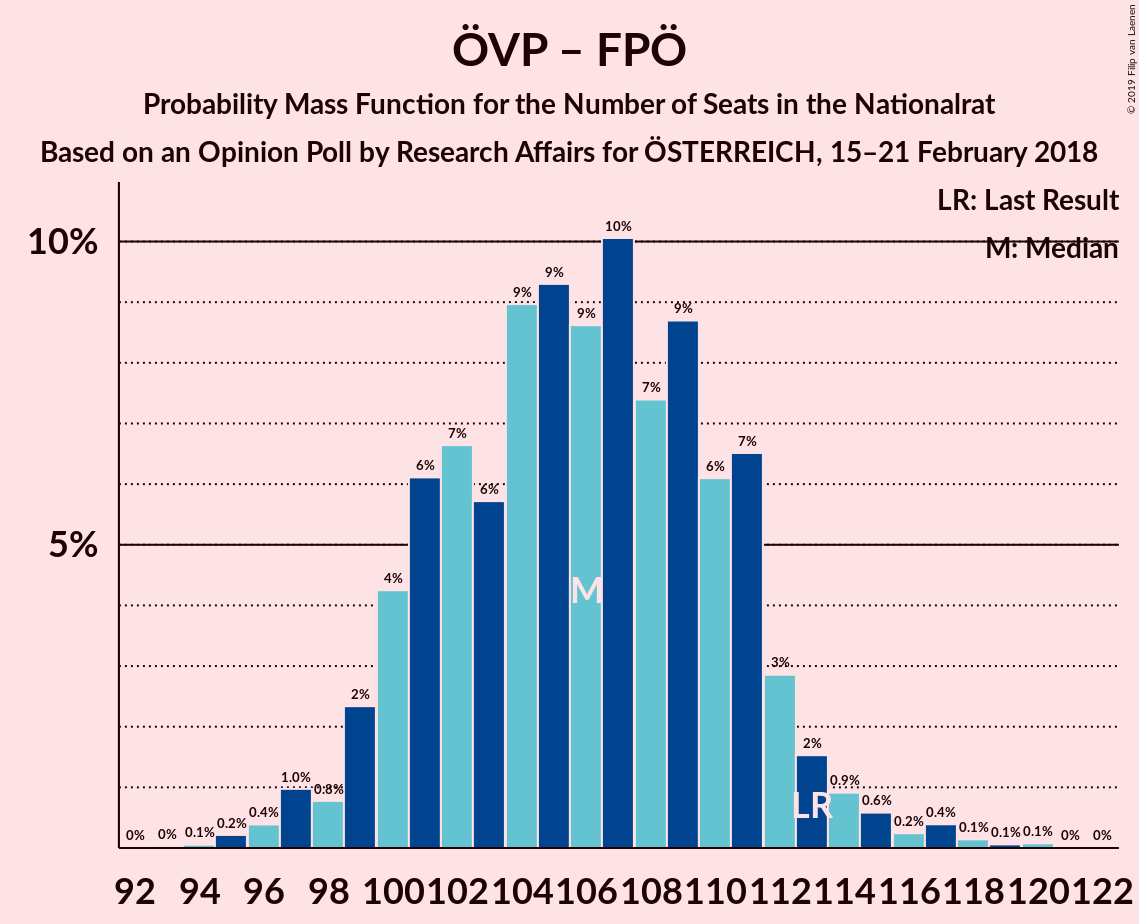 ÖVP – FPÖ
Probability Mass Function for the Number of Seats in the Nationalrat
Based on an Opinion Poll by Research Affairs for ÖSTERREICH, 15–21 February 2018
© 2019 Filip van Laenen
LR: Last Result
M: Median
10%
5%
0% 0% 0.1% 0.2% 0.4% 1.0% 0.8% 2% 4% 6% 7% 6% 9% 9% 9% 10% 7% 9% 6% 7% 3% 2% 0.9% 0.6% 0.2% 0.4% 0.1% 0.1% 0.1% 0% 0%
M
LR
92 94 96 98 100 102 104 106 108 110 112 114 116 118 120 122